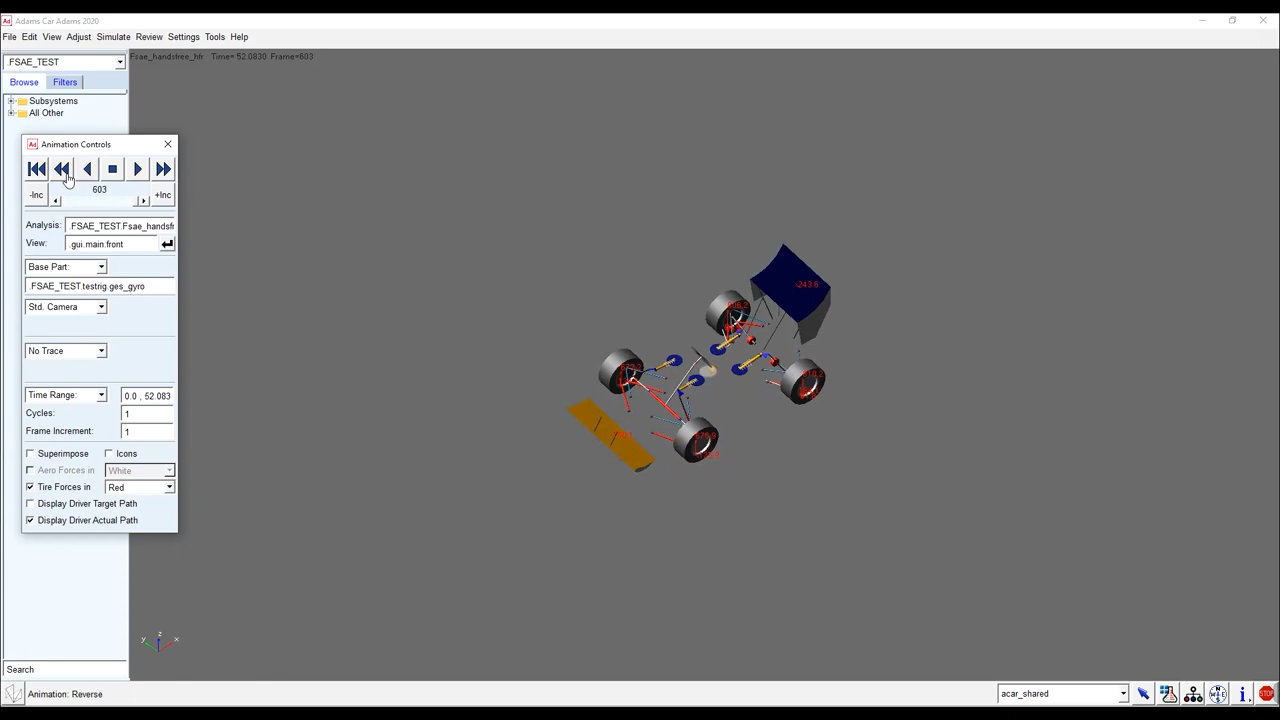 Adams Car Adams 2020
File Edit View Adjust Simulate Review Settings Tools Help
.FSAE_TEST
Fsae_handsfree_hfr Time= 52.0830 Frame=603
Browse Filters
Subsystems
All Other
Animation Controls
603
-Inc +Inc
Analysis: .FSAE_TEST.Fsae_handsfr
View: .gui.main.front
Base Part:
.FSAE_TEST.testrig.ges_gyro
Std. Camera
No Trace
Time Range: 0.0 , 52.083
Cycles: 1
Frame Increment: 1
Superimpose Icons
Aero Forces in White
Tire Forces in Red
Display Driver Target Path
Display Driver Actual Path
243.6
z
y x
Search
Animation: Reverse
acar_shared
STOP